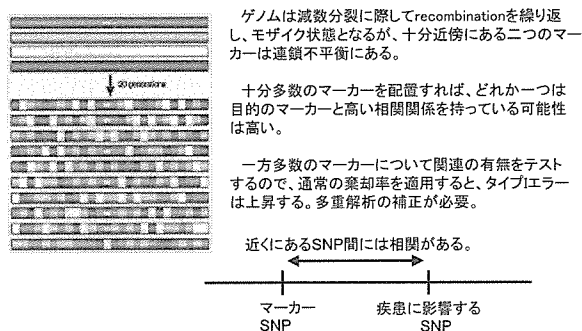 ゲノムは減数分裂に際してrecombinationを繰り返
し、モザイク状態となるが、十分近傍にある二つのマー
カーは連鎖不平衡にある。
20 generations
十分多数のマーカーを配置すれば、どれか一つは
目的のマーカーと高い相関関係を持っている可能性
は高い。
一方多数のマーカーについて関連の有無をテスト
するので、通常の棄却率を適用すると、タイプIエラー
は上昇する。多重解析の補正が必要。
近くにあるSNP間には相関がある。
マーカー
SNP
疾患に影響する
SNP